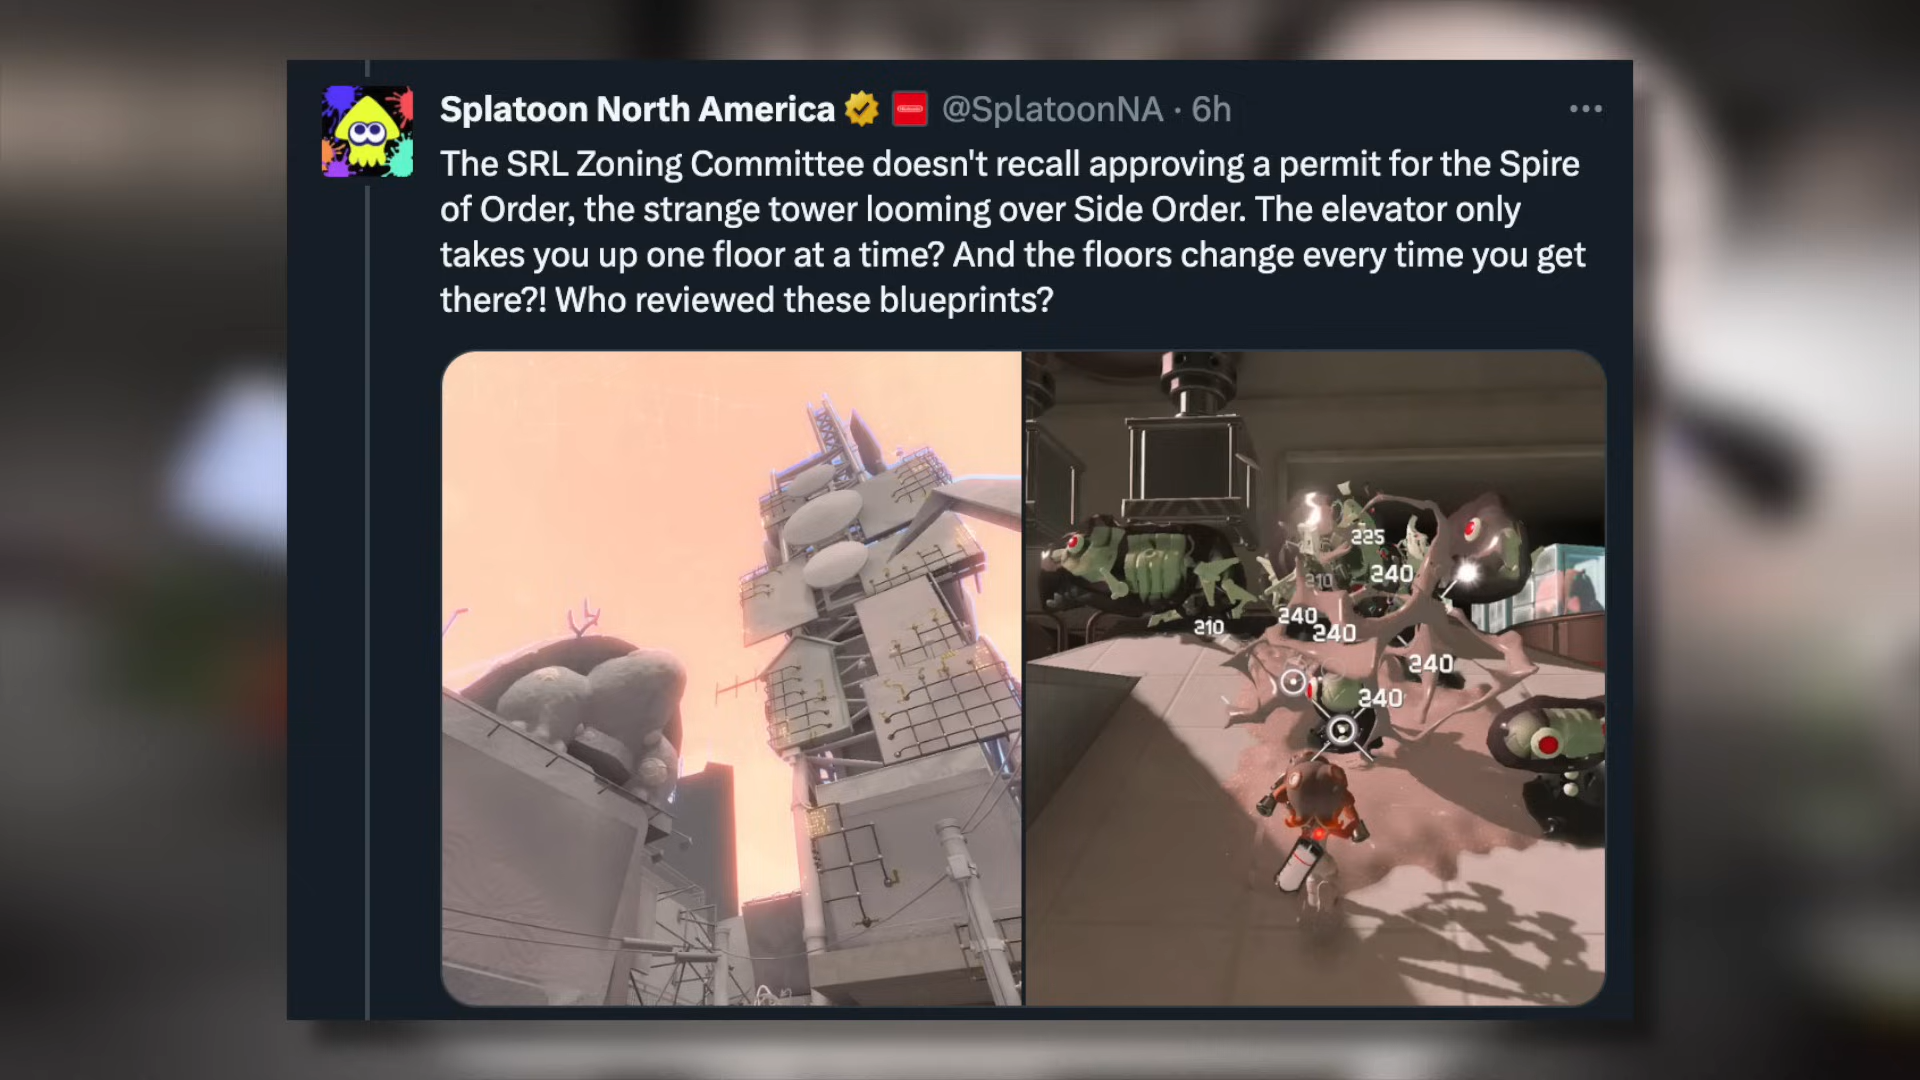 Splatoon North America @SplatoonNA · 6h
The SRL Zoning Committee doesn't recall approving a permit for the Spire
of Order, the strange tower looming over Side Order. The elevator only
takes you up one floor at a time? And the floors change every time you get
there?! Who reviewed these blueprints?
225
210
240
240
210
240
240
240